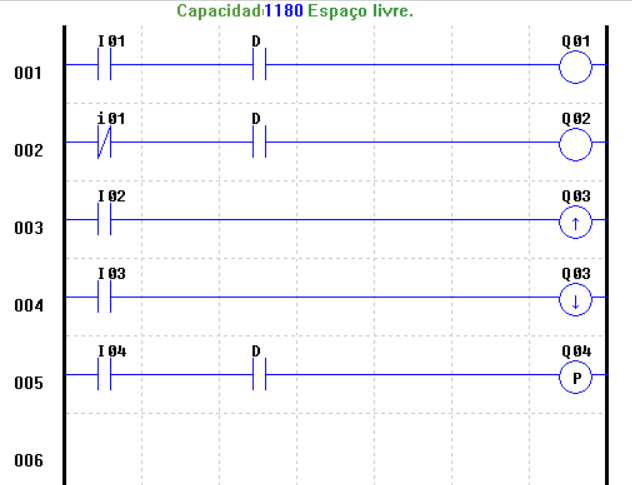 Capacidad 1180 Espaço livre.
I01 D Q01
001
i01 D Q02
002
I02 Q03
003 ↑
I03 Q03
004 ↓
I04 D Q04
005 P
006